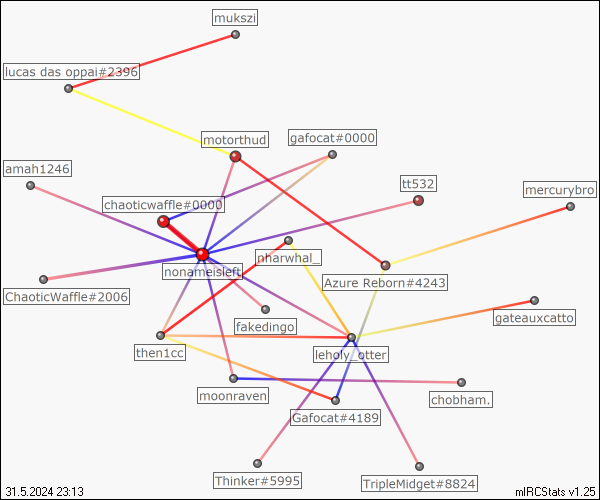 mukszi
lucas das oppai#2396
motorthud
gafocat#0000
amah1246
tt532
mercurybro
chaoticwaffle#0000
nharwhal_
nonameisleft
Azure Reborn#4243
ChaoticWaffle#2006
gateauxcatto
fakedingo
then1cc
leholy_otter
moonraven
chobham.
Gafocat#4189
Thinker#5995
TripleMidget#8824
31.5.2024 23:13
mIRCStats v1.25